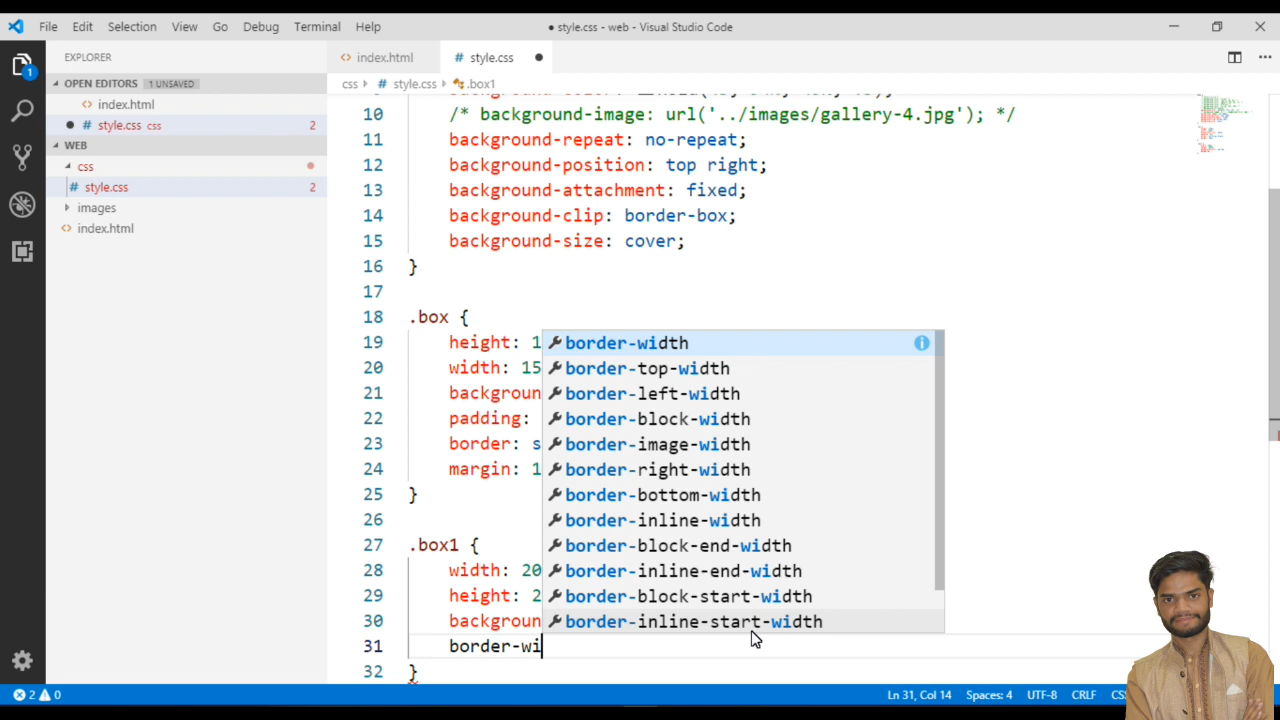 File Edit Selection View Go Debug Terminal Help
● style.css - web - Visual Studio Code
EXPLORER
<> index.html
# style.css ●
OPEN EDITORS 1 UNSAVED
css > # style.css > .box1
<> index.html
● # style.css css 2
WEB
css
# style.css 2
images
<> index.html
1
10 /* background-image: url('../images/gallery-4.jpg'); */
11 background-repeat: no-repeat;
12 background-position: top right;
13 background-attachment: fixed;
14 background-clip: border-box;
15 background-size: cover;
16 }
17
18 .box {
19 height: 1
20 width: 15
21 backgroun
22 padding:
23 border: s
24 margin: 1
25 }
26
27 .box1 {
28 width: 20
29 height: 2
30 backgroun
31 border-wi
32 }
border-width
border-top-width
border-left-width
border-block-width
border-image-width
border-right-width
border-bottom-width
border-inline-width
border-block-end-width
border-inline-end-width
border-block-start-width
border-inline-start-width
2 0
Ln 31, Col 14 Spaces: 4 UTF-8 CRLF CSS